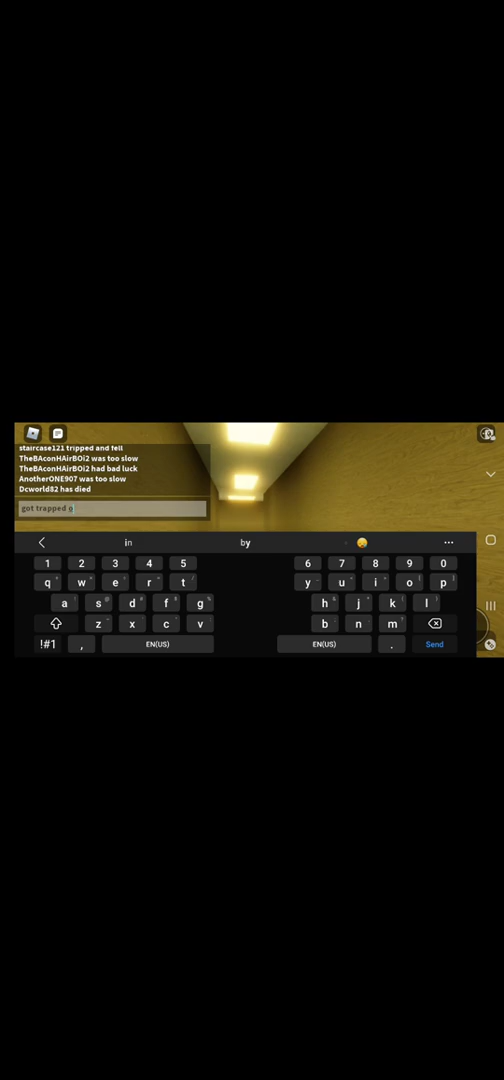 staircase121 tripped and fell
TheBAconHAirBOi2 was too slow
TheBAconHAirBOi2 had bad luck
AnotherONE907 was too slow
Dcworld82 has died
got trapped o
in by
1 2 3 4 5 6 7 8 9 0
q w e r t y u i o p
a s d f g h j k l
z x c v b n m
!#1 , EN(US) EN(US) . Send